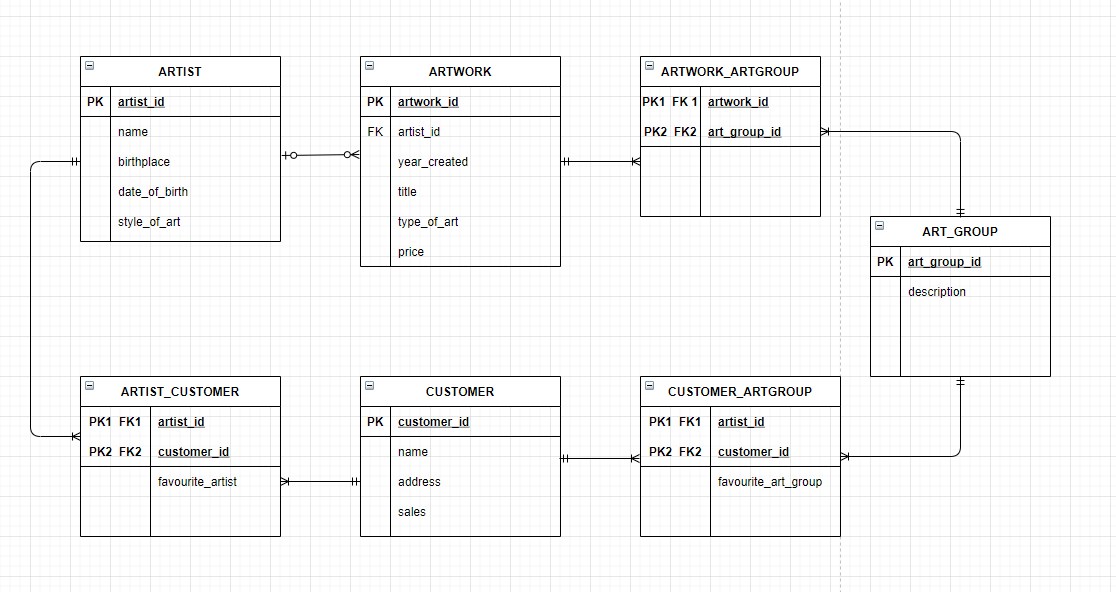 ARTIST
PK artist_id
name
birthplace
date_of_birth
style_of_art
ARTWORK
PK artwork_id
FK artist_id
year_created
title
type_of_art
price
ARTWORK_ARTGROUP
PK1 FK 1 artwork_id
PK2 FK2 art_group_id
ART_GROUP
PK art_group_id
description
ARTIST_CUSTOMER
PK1 FK1 artist_id
PK2 FK2 customer_id
favourite_artist
CUSTOMER
PK customer_id
name
address
sales
CUSTOMER_ARTGROUP
PK1 FK1 artist_id
PK2 FK2 customer_id
favourite_art_group